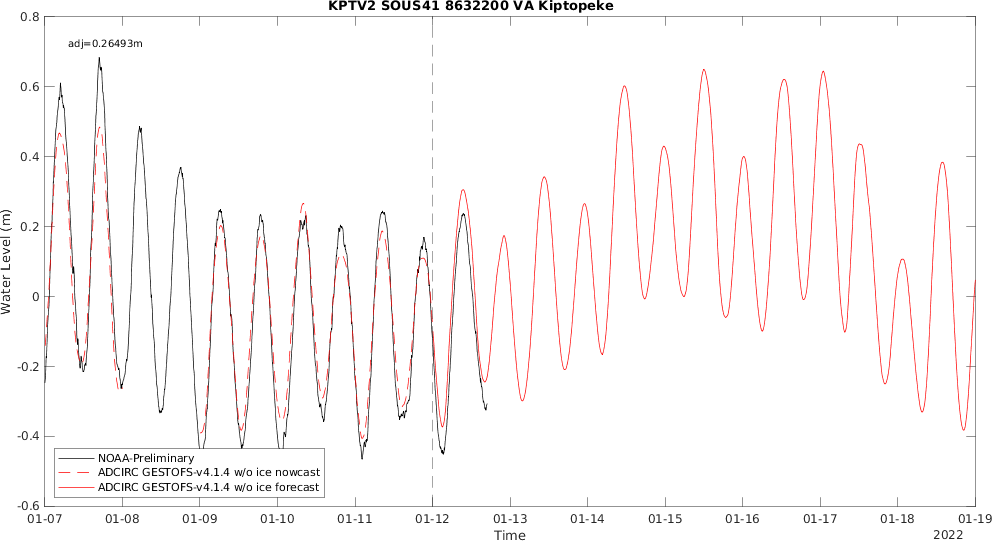 KPTV2 SOUS41 8632200 VA Kiptopeke
adj=0.26493m
Water Level (m)
0.8
0.6
0.4
0.2
0
-0.2
-0.4
-0.6
NOAA-Preliminary
ADCIRC GESTOFS-v4.1.4 w/o ice nowcast
ADCIRC GESTOFS-v4.1.4 w/o ice forecast
01-07 01-08 01-09 01-10 01-11 01-12 01-13 01-14 01-15 01-16 01-17 01-18 01-19
Time
2022